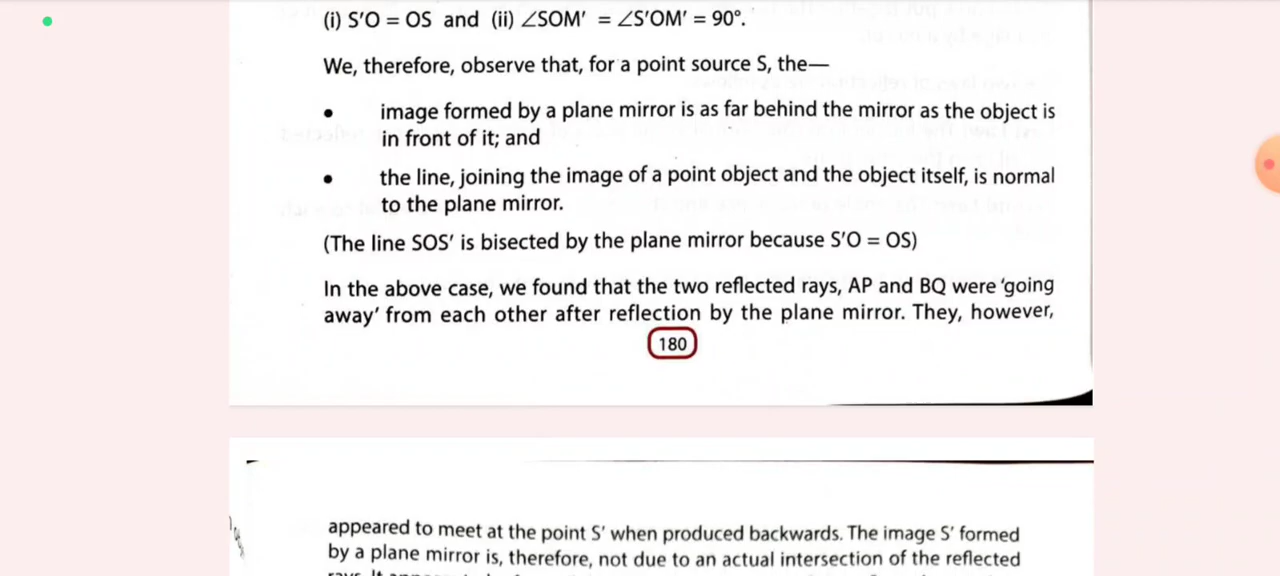 (i) S′O = OS and (ii) ∠SOM′ = ∠S′OM′ = 90°.
We, therefore, observe that, for a point source S, the—
• image formed by a plane mirror is as far behind the mirror as the object is
in front of it; and
• the line, joining the image of a point object and the object itself, is normal
to the plane mirror.
(The line SOS′ is bisected by the plane mirror because S′O = OS)
In the above case, we found that the two reflected rays, AP and BQ were ‘going
away’ from each other after reflection by the plane mirror. They, however,
180
appeared to meet at the point S′ when produced backwards. The image S′ formed
by a plane mirror is, therefore, not due to an actual intersection of the reflected